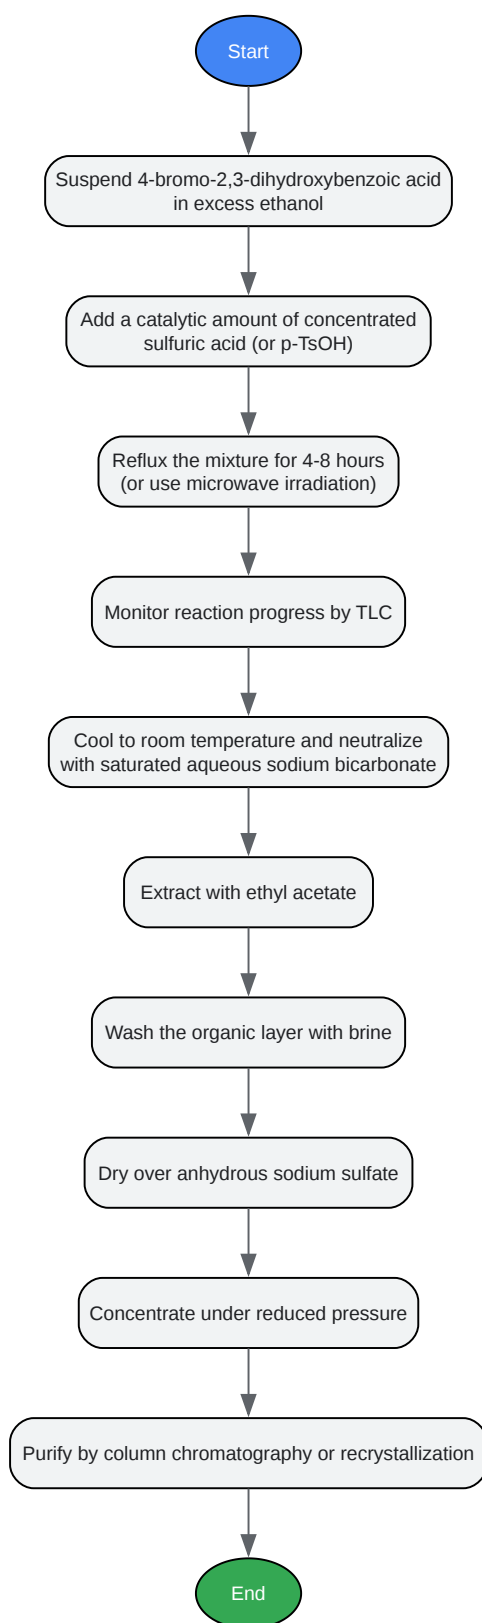 Start
Suspend 4-bromo-2,3-dihydroxybenzoic acid
in excess ethanol
Add a catalytic amount of concentrated
sulfuric acid (or p-TsOH)
Reflux the mixture for 4-8 hours
(or use microwave irradiation)
Monitor reaction progress by TLC
Cool to room temperature and neutralize
with saturated aqueous sodium bicarbonate
Extract with ethyl acetate
Wash the organic layer with brine
Dry over anhydrous sodium sulfate
Concentrate under reduced pressure
Purify by column chromatography or recrystallization
End